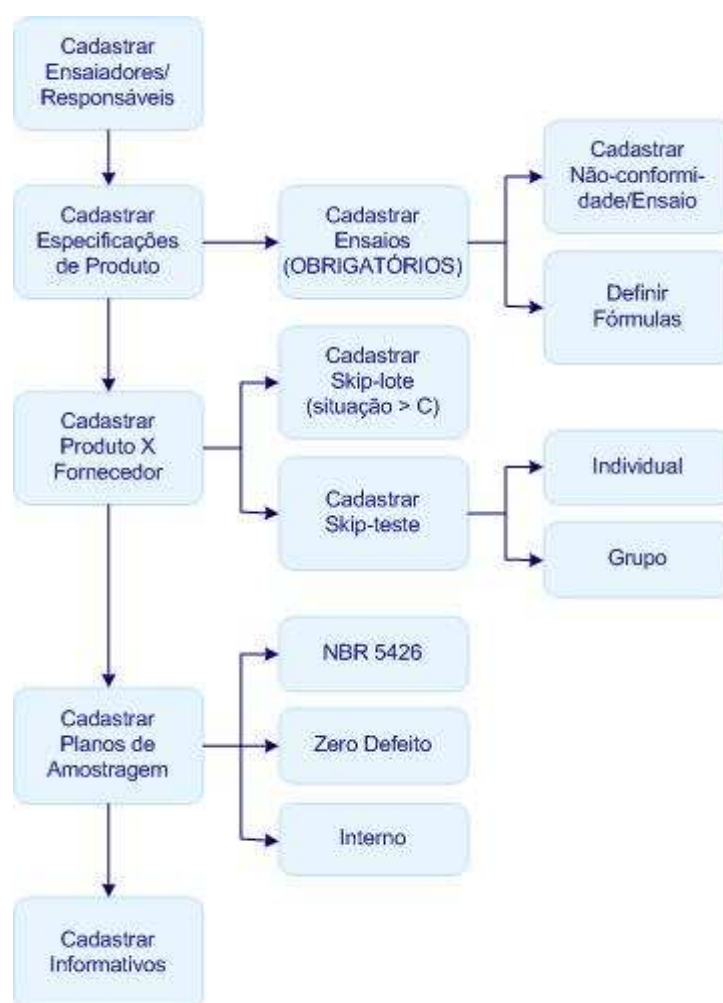 Cadastrar
Ensaiadores/
Responsáveis
Cadastrar
Não-conformi-
dade/Ensaio
Cadastrar
Especificações
de Produto
Cadastrar
Ensaios
(OBRIGATÓRIOS)
Definir
Fórmulas
Cadastrar
Skip-lote
(situação > C)
Cadastrar
Produto X
Fornecedor
Cadastrar
Skip-teste
Individual
Grupo
NBR 5426
Cadastrar
Planos de
Amostragem
Zero Defeito
Interno
Cadastrar
Informativos